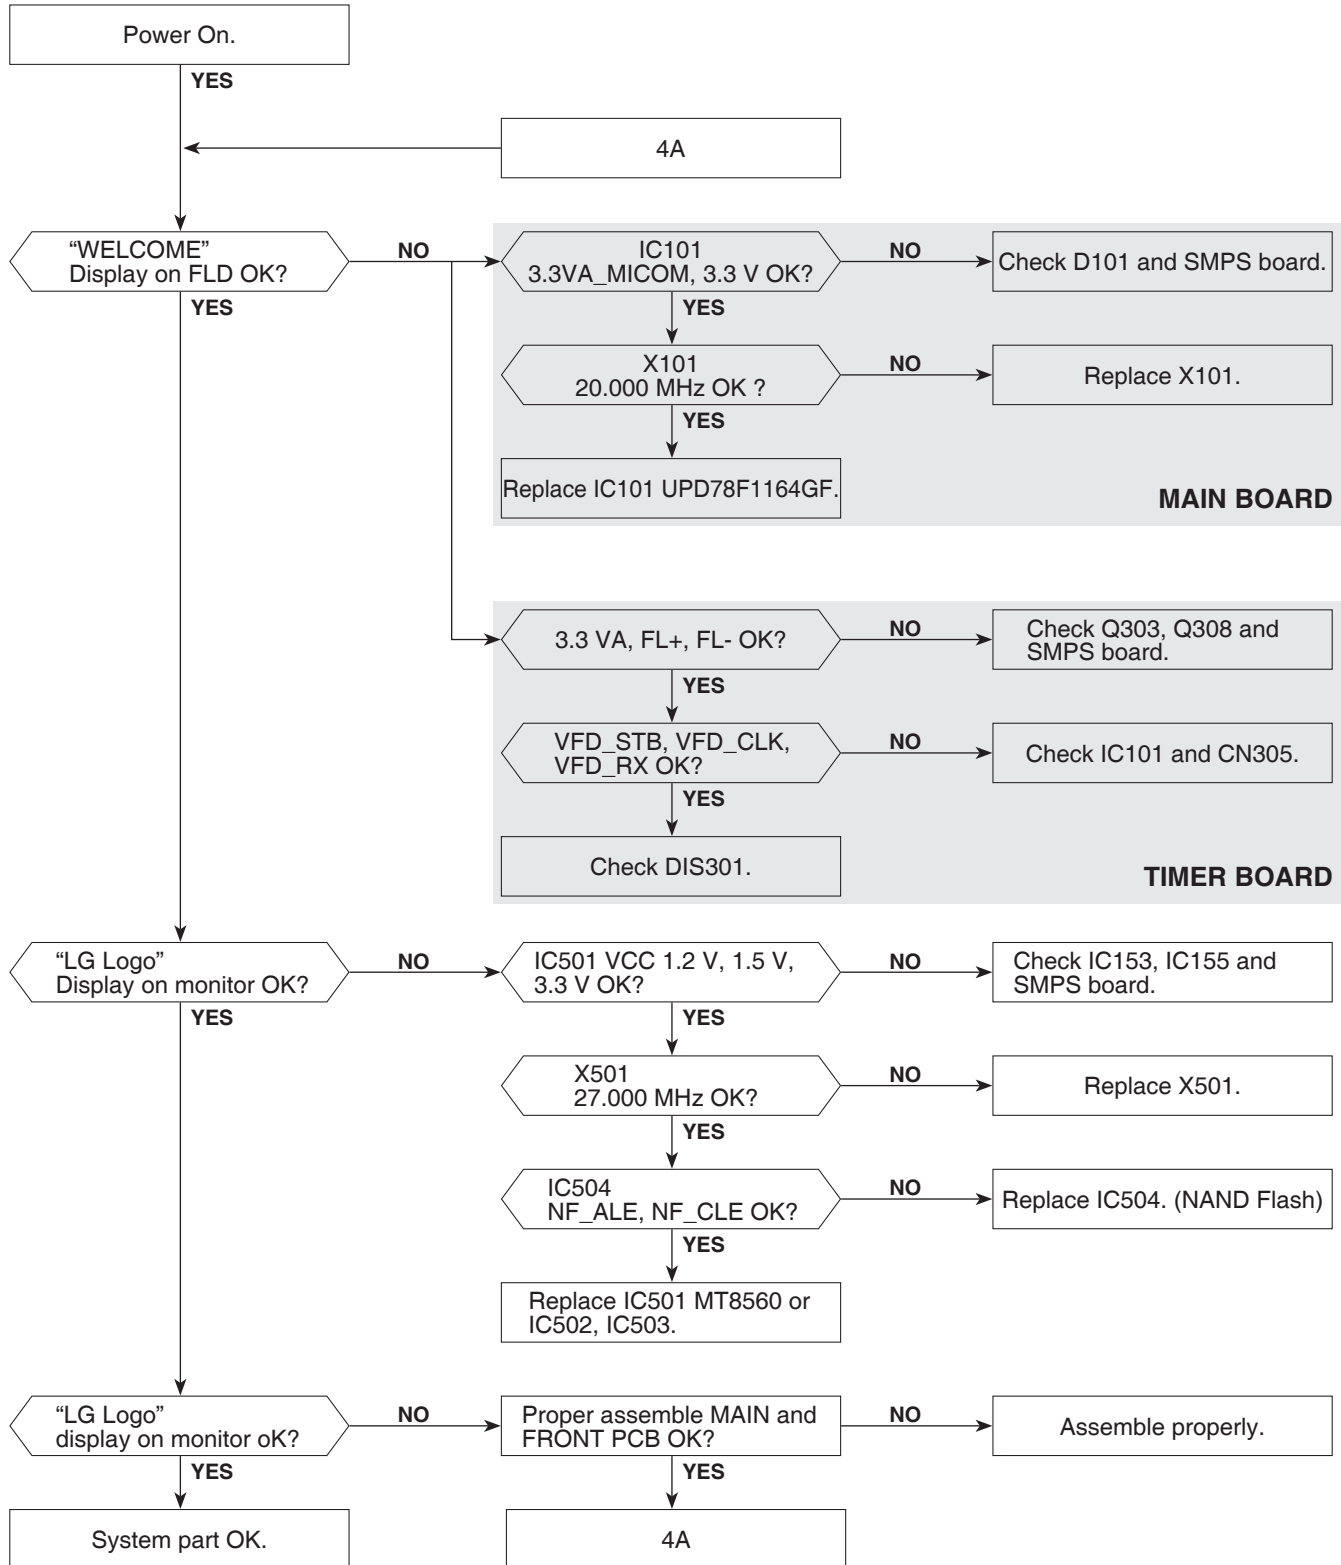 Power On.
YES
4A
“WELCOME”
Display on FLD OK?
NO
YES
IC101
3.3VA_MICOM, 3.3 V OK?
NO
Check D101 and SMPS board.
YES
X101
20.000 MHz OK ?
NO
Replace X101.
YES
Replace IC101 UPD78F1164GF.
MAIN BOARD
3.3 VA, FL+, FL- OK?
NO
Check Q303, Q308 and
SMPS board.
YES
VFD_STB, VFD_CLK,
VFD_RX OK?
NO
Check IC101 and CN305.
YES
Check DIS301.
TIMER BOARD
“LG Logo”
Display on monitor OK?
NO
YES
IC501 VCC 1.2 V, 1.5 V,
3.3 V OK?
NO
Check IC153, IC155 and
SMPS board.
YES
X501
27.000 MHz OK?
NO
Replace X501.
YES
IC504
NF_ALE, NF_CLE OK?
NO
Replace IC504. (NAND Flash)
YES
Replace IC501 MT8560 or
IC502, IC503.
“LG Logo”
display on monitor oK?
NO
YES
Proper assemble MAIN and
FRONT PCB OK?
NO
Assemble properly.
YES
System part OK.
4A